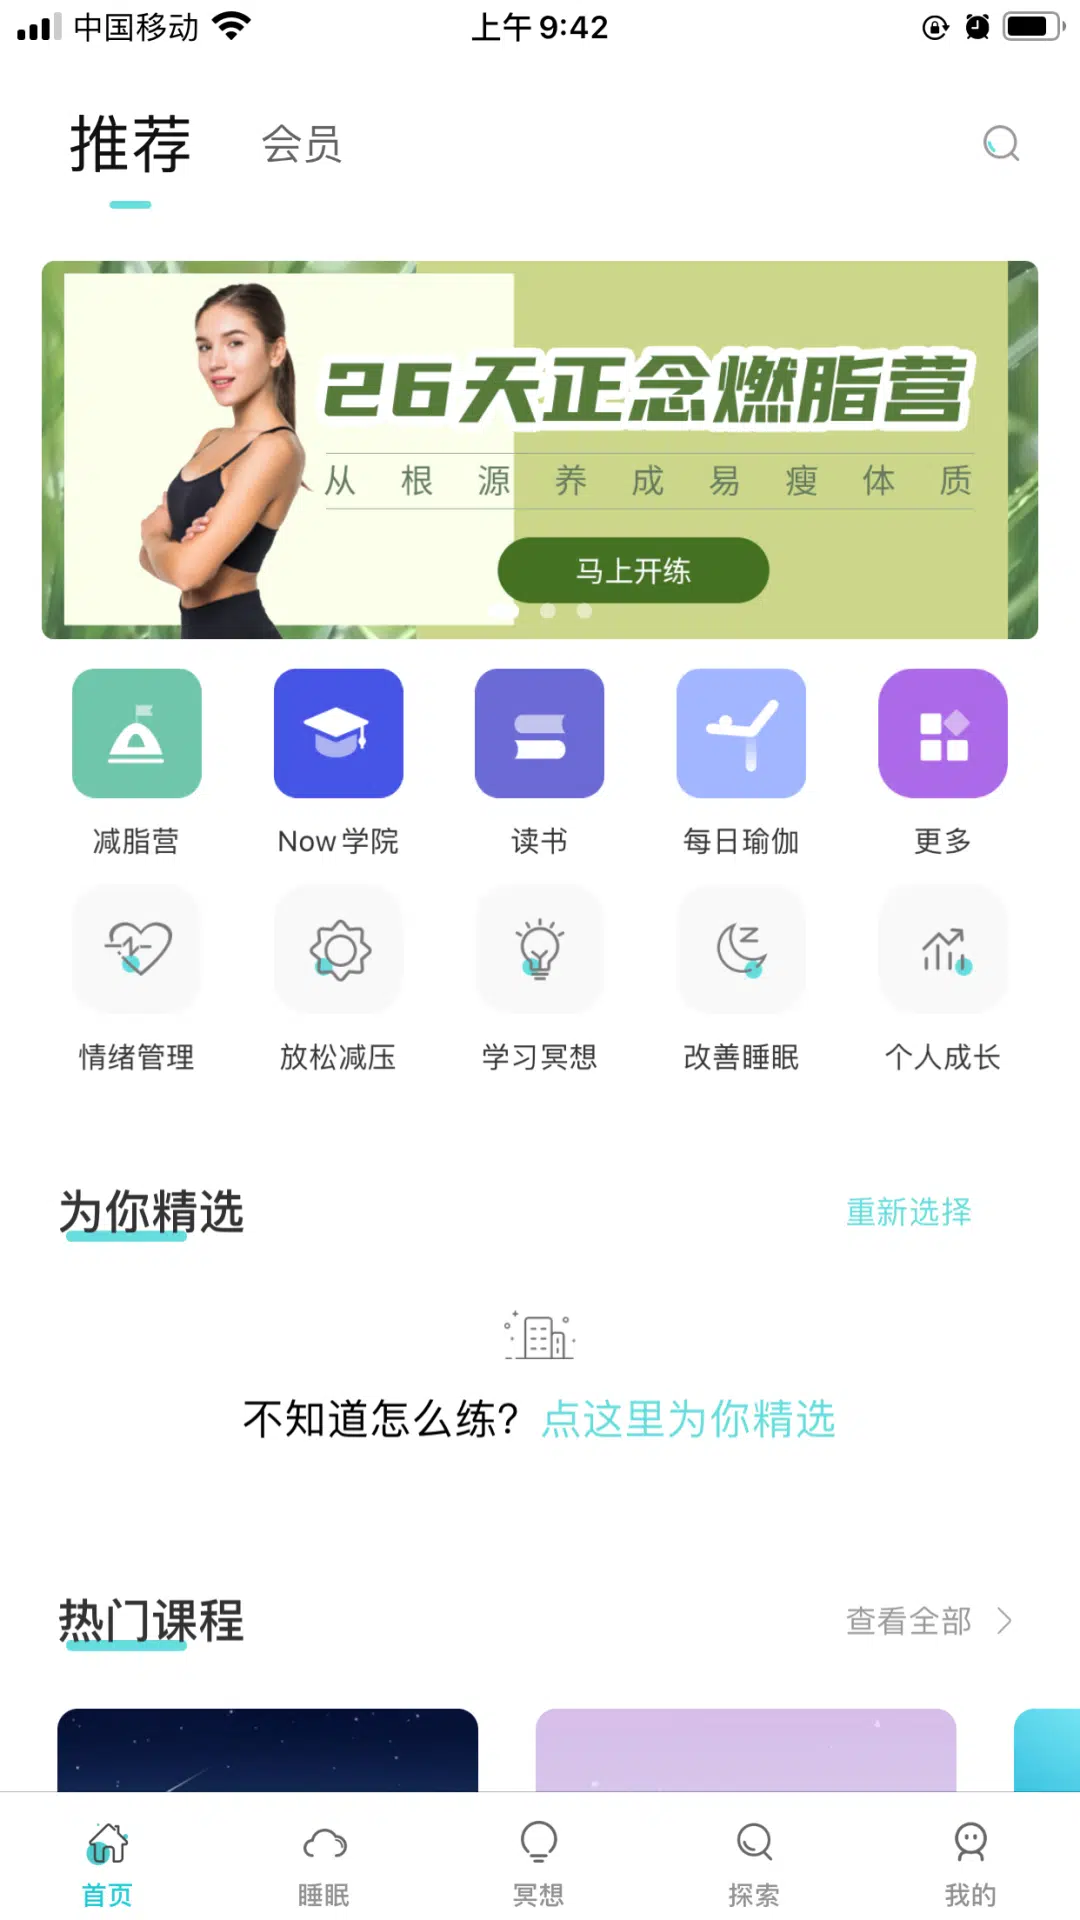 中国移动 上午 9:42
推荐 会员
26天正念燃脂营
从根源养成易瘦体质
马上开练
减脂营 Now学院 读书 每日瑜伽 更多
情绪管理 放松减压 学习冥想 改善睡眠 个人成长
为你精选 重新选择
不知道怎么练? 点这里为你精选
热门课程 查看全部
首页 睡眠 冥想 探索 我的